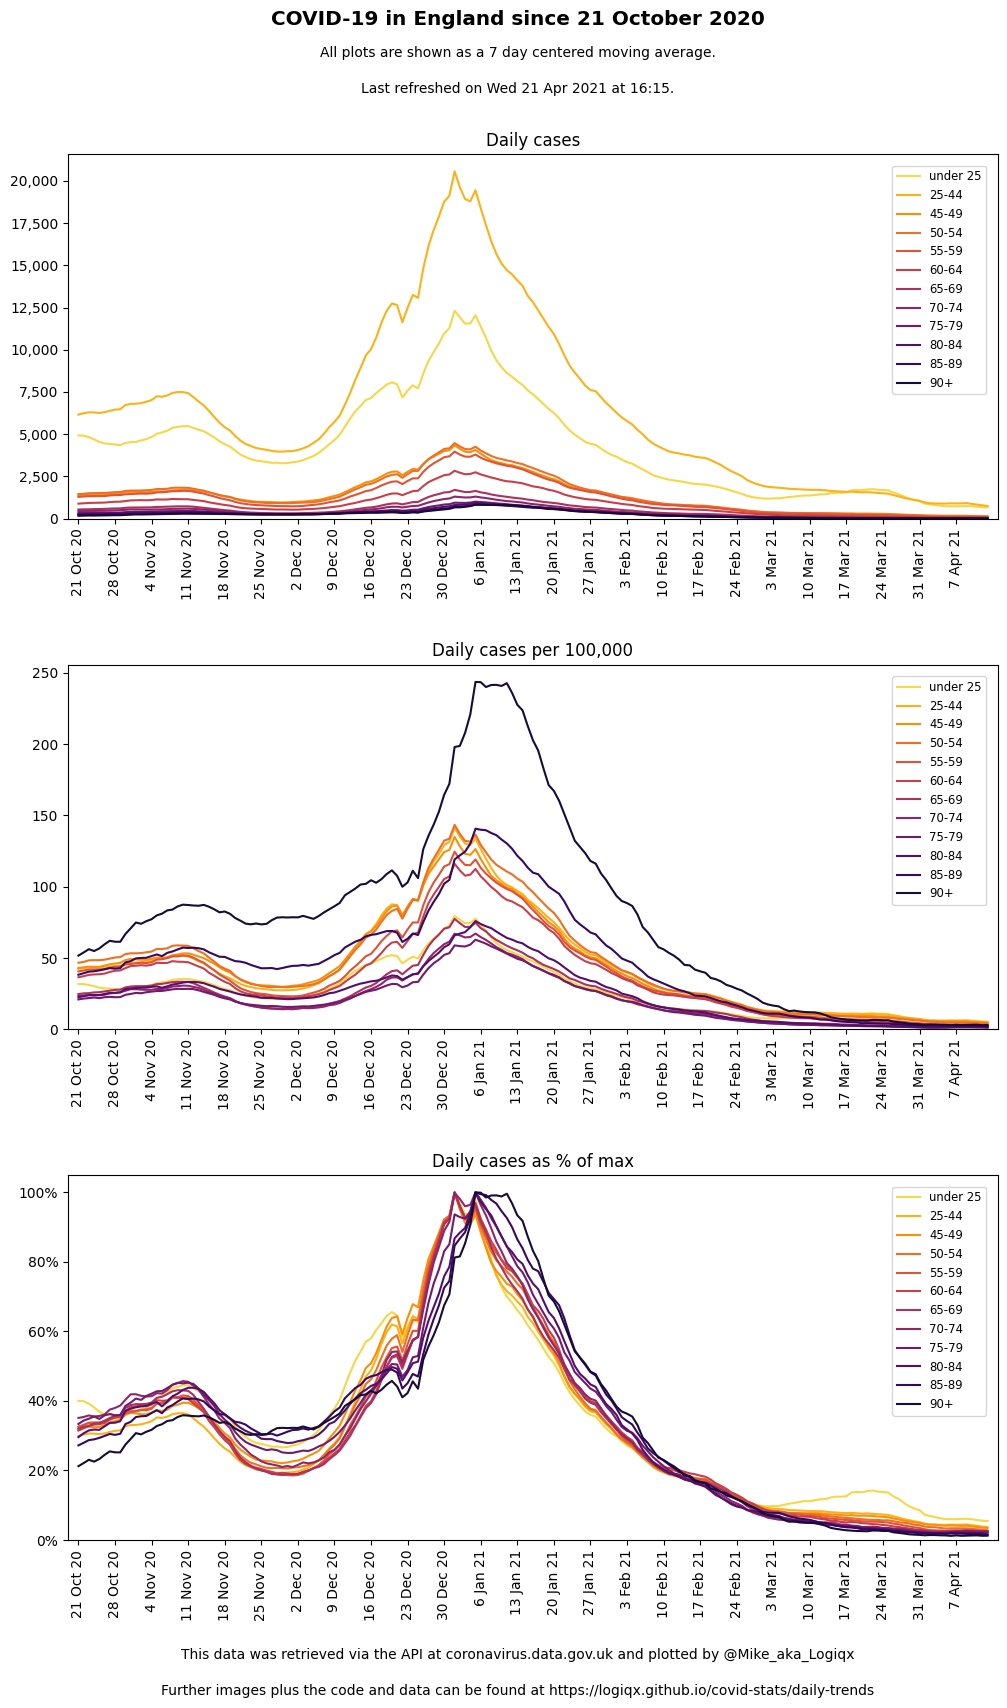 COVID-19 in England since 21 October 2020
All plots are shown as a 7 day centered moving average.
Last refreshed on Wed 21 Apr 2021 at 16:15.
Daily cases
20,000
17,500
15,000
12,500
10,000
7,500
5,000
2,500
0
under 25
25-44
45-49
50-54
55-59
60-64
65-69
70-74
75-79
80-84
85-89
90+
21 Oct 20
28 Oct 20
4 Nov 20
11 Nov 20
18 Nov 20
25 Nov 20
2 Dec 20
9 Dec 20
16 Dec 20
23 Dec 20
30 Dec 20
6 Jan 21
13 Jan 21
20 Jan 21
27 Jan 21
3 Feb 21
10 Feb 21
17 Feb 21
24 Feb 21
3 Mar 21
10 Mar 21
17 Mar 21
24 Mar 21
31 Mar 21
7 Apr 21
Daily cases per 100,000
250
200
150
100
50
0
under 25
25-44
45-49
50-54
55-59
60-64
65-69
70-74
75-79
80-84
85-89
90+
21 Oct 20
28 Oct 20
4 Nov 20
11 Nov 20
18 Nov 20
25 Nov 20
2 Dec 20
9 Dec 20
16 Dec 20
23 Dec 20
30 Dec 20
6 Jan 21
13 Jan 21
20 Jan 21
27 Jan 21
3 Feb 21
10 Feb 21
17 Feb 21
24 Feb 21
3 Mar 21
10 Mar 21
17 Mar 21
24 Mar 21
31 Mar 21
7 Apr 21
Daily cases as % of max
100%
80%
60%
40%
20%
0%
under 25
25-44
45-49
50-54
55-59
60-64
65-69
70-74
75-79
80-84
85-89
90+
21 Oct 20
28 Oct 20
4 Nov 20
11 Nov 20
18 Nov 20
25 Nov 20
2 Dec 20
9 Dec 20
16 Dec 20
23 Dec 20
30 Dec 20
6 Jan 21
13 Jan 21
20 Jan 21
27 Jan 21
3 Feb 21
10 Feb 21
17 Feb 21
24 Feb 21
3 Mar 21
10 Mar 21
17 Mar 21
24 Mar 21
31 Mar 21
7 Apr 21
This data was retrieved via the API at coronavirus.data.gov.uk and plotted by @Mike_aka_Logiqx
Further images plus the code and data can be found at https://logiqx.github.io/covid-stats/daily-trends